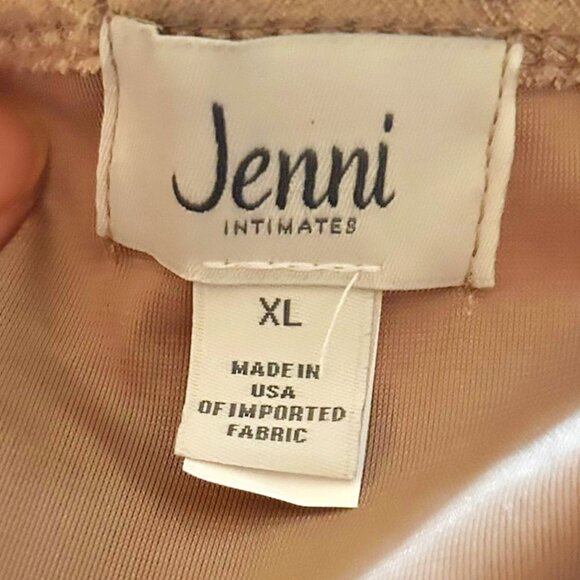 Jenni
INTIMATES
XL
MADE IN
USA
OF IMPORTED
FABRIC